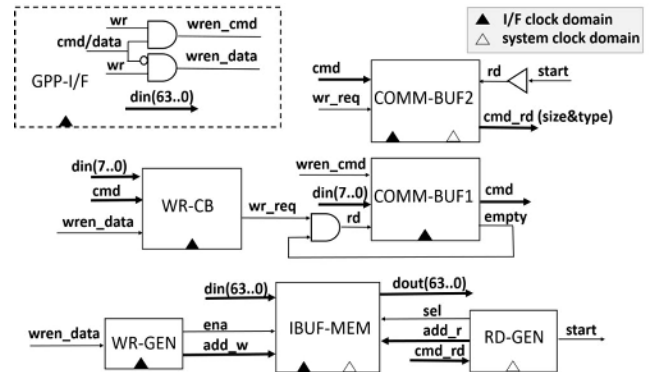 wr
wren_cmd
cmd/data
wren_data
wr
GPP-I/F
din(63..0)
I/F clock domain
system clock domain
cmd
wr_req
COMM-BUF2
rd
start
cmd_rd (size&type)
din(7..0)
cmd
wren_data
WR-CB
wr_req
rd
wren_cmd
din(7..0)
COMM-BUF1
cmd
empty
din(63..0)
dout(63..0)
wren_data
WR-GEN
ena
add_w
IBUF-MEM
sel
add_r
cmd_rd
RD-GEN
start